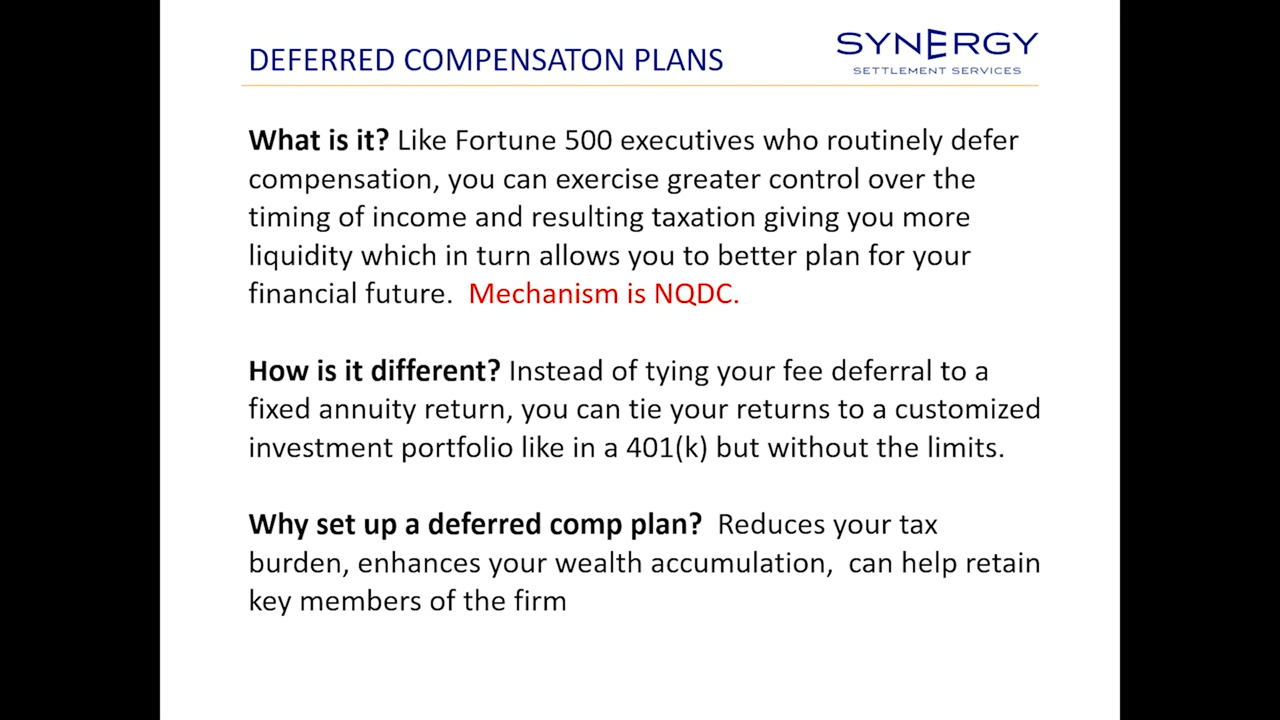 DEFERRED COMPENSATON PLANS
SYNERGY
SETTLEMENT SERVICES
What is it? Like Fortune 500 executives who routinely defer
compensation, you can exercise greater control over the
timing of income and resulting taxation giving you more
liquidity which in turn allows you to better plan for your
financial future. Mechanism is NQDC.
How is it different? Instead of tying your fee deferral to a
fixed annuity return, you can tie your returns to a customized
investment portfolio like in a 401(k) but without the limits.
Why set up a deferred comp plan? Reduces your tax
burden, enhances your wealth accumulation, can help retain
key members of the firm